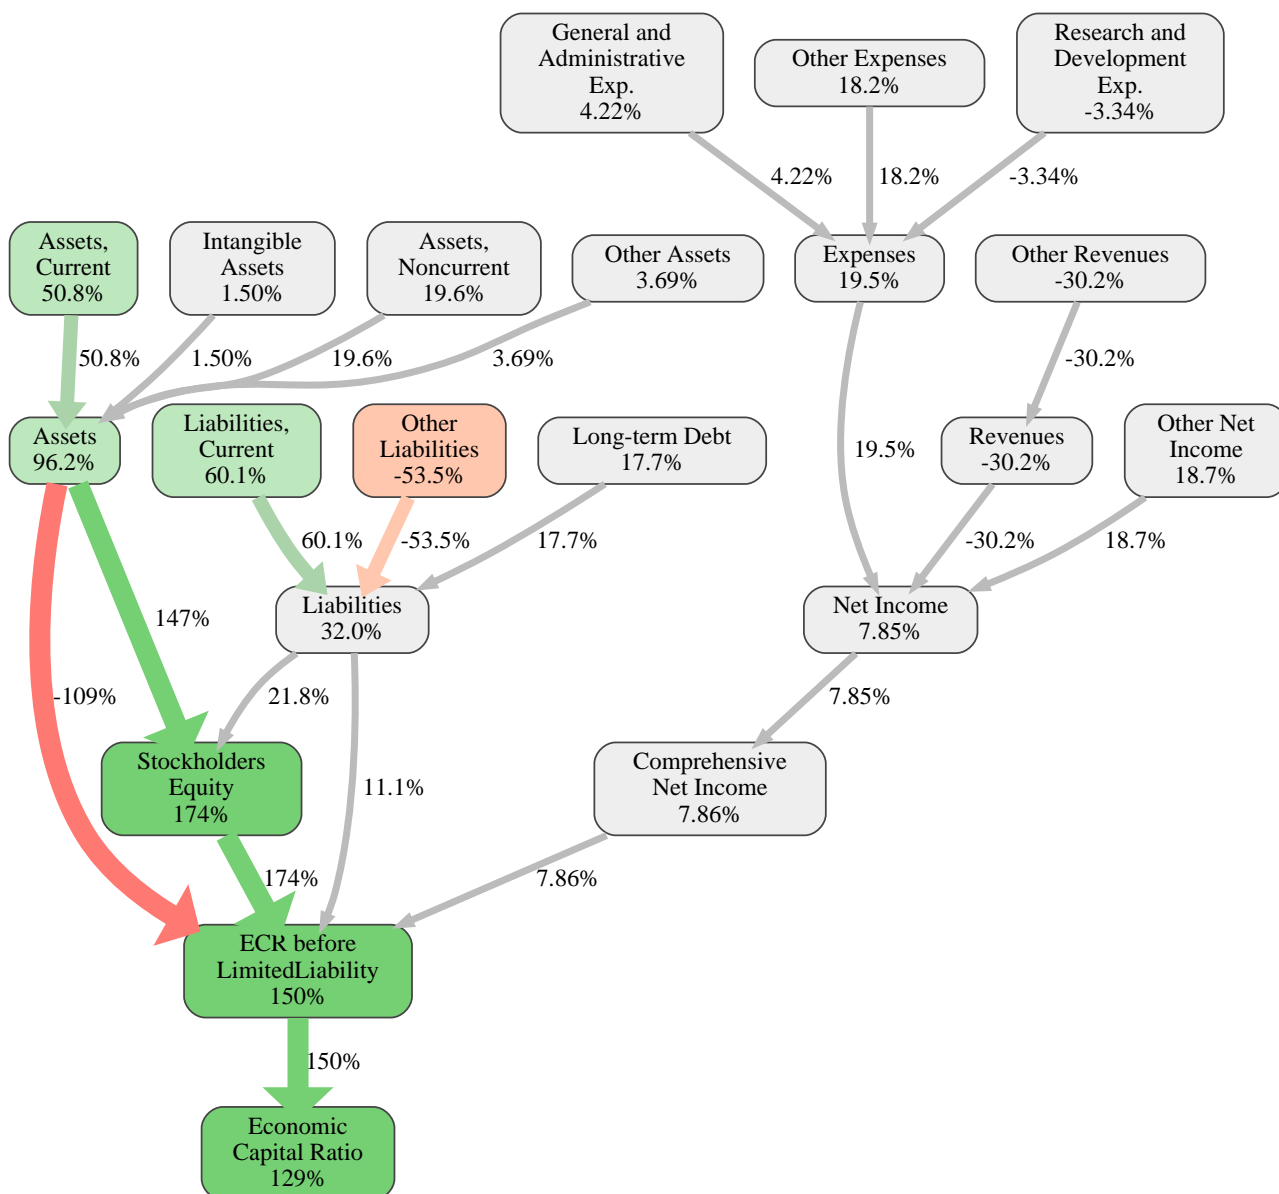 General and
Administrative
Exp.
4.22%
Other Expenses
18.2%
Research and
Development
Exp.
-3.34%
4.22%
18.2%
-3.34%
Assets,
Current
50.8%
Intangible
Assets
1.50%
Assets,
Noncurrent
19.6%
Other Assets
3.69%
Expenses
19.5%
Other Revenues
-30.2%
50.8%
1.50%
19.6%
3.69%
-30.2%
Assets
96.2%
Liabilities,
Current
60.1%
Other
Liabilities
-53.5%
Long-term Debt
17.7%
19.5%
Revenues
-30.2%
Other Net
Income
18.7%
60.1%
-53.5%
17.7%
-30.2%
18.7%
147%
Liabilities
32.0%
Net Income
7.85%
-109%
21.8%
7.85%
Stockholders
Equity
174%
11.1%
Comprehensive
Net Income
7.86%
174%
7.86%
ECR before
LimitedLiability
150%
150%
Economic
Capital Ratio
129%